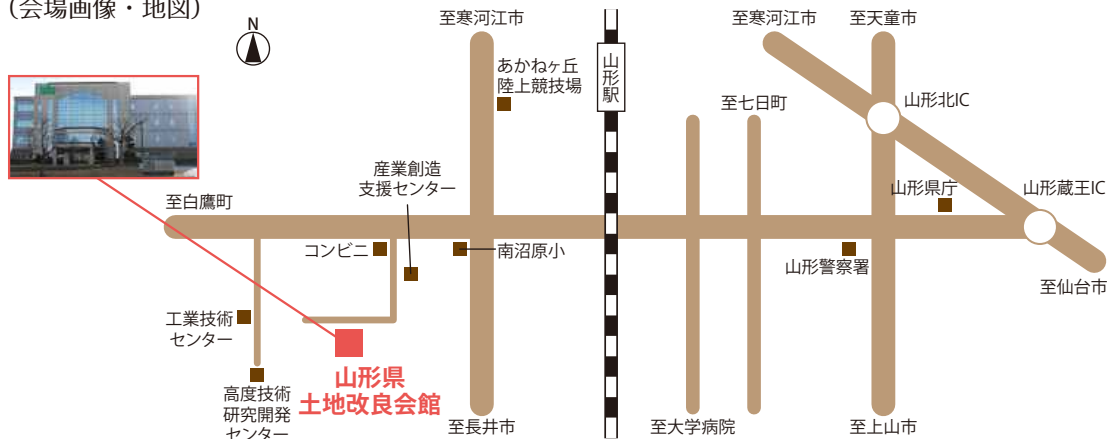 （会場画像・地図）
至寒河江市
至寒河江市
至天童市
N
あかねヶ丘
陸上競技場
山形駅
至七日町
山形北IC
産業創造
支援センター
山形県庁
山形蔵王IC
至白鷹町
コンビニ
南沼原小
山形警察署
至仙台市
工業技術
センター
山形県
土地改良会館
高度技術
研究開発
センター
至長井市
至大学病院
至上山市